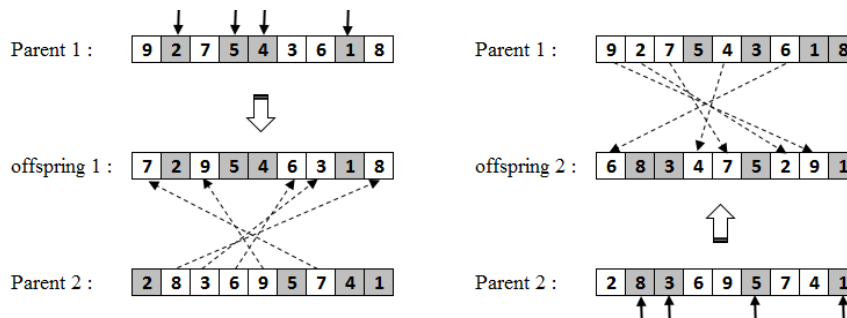 Parent 1 : 9 2 7 5 4 3 6 1 8
offspring 1 : 7 2 9 5 4 6 3 1 8
Parent 2 : 2 8 3 6 9 5 7 4 1
Parent 1 : 9 2 7 5 4 3 6 1 8
offspring 2 : 6 8 3 4 7 5 2 9 1
Parent 2 : 2 8 3 6 9 5 7 4 1